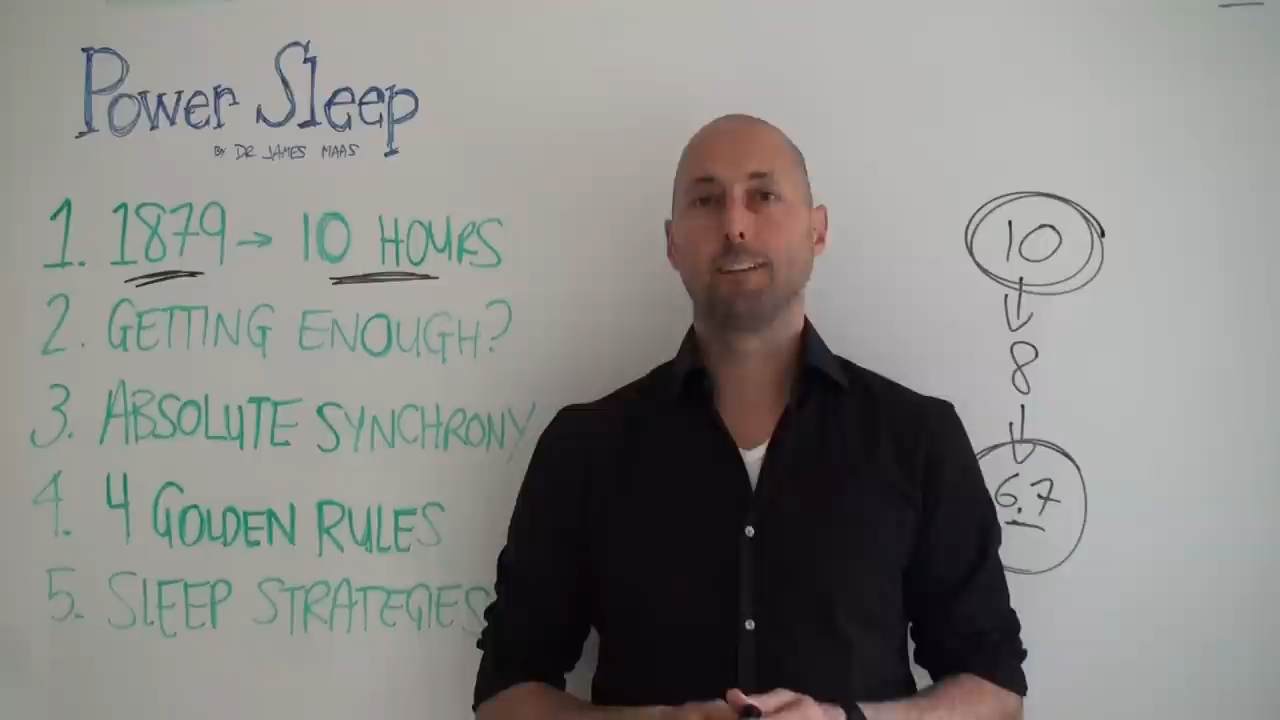 Power Sleep
BY DR JAMES MAAS
1. 1879 → 10 HOURS
2. GETTING ENOUGH?
3. ABSOLUTE SYNCHRONY
4. 4 GOLDEN RULES
5. SLEEP STRATEGIES
10
8
6.7